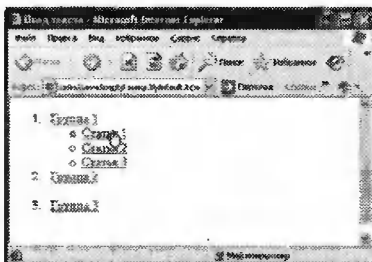 Ввод текста - Microsoft Internet Explorer
Файл Правка Вид Избранное Сервис Справка
Поиск Избранное
Переход Ссылки
1. Группа 1
Статья 1
Статья 2
Статья 3
2. Группа 2
3. Группа 3
Мой компьютер